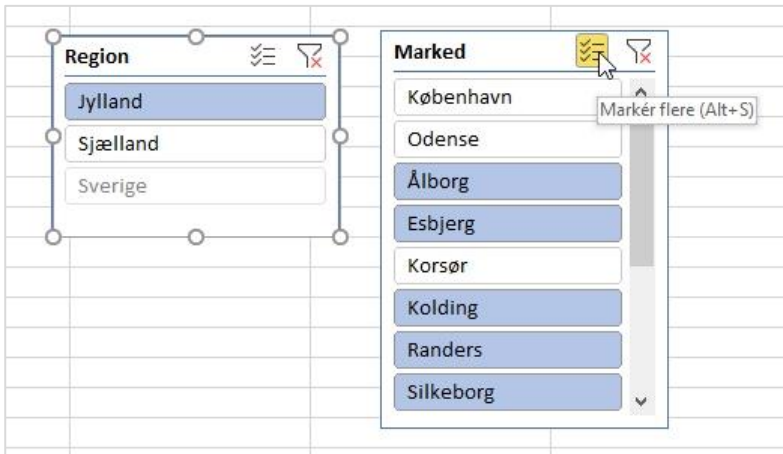 Region
Jylland
Sjælland
Sverige
Marked
Markér flere (Alt+S)
København
Odense
Ålborg
Esbjerg
Korsør
Kolding
Randers
Silkeborg